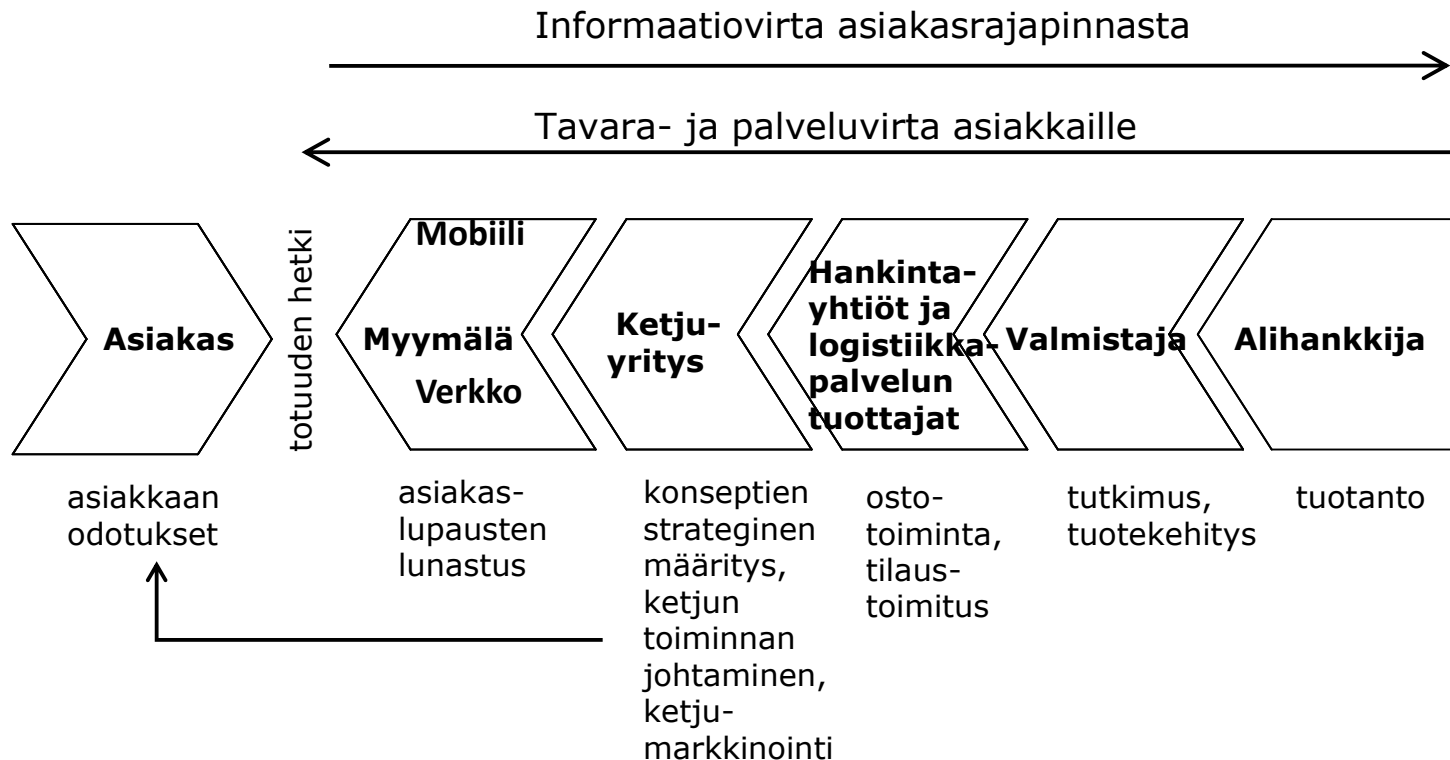 Informaatiovirta asiakasrajapinnasta
Tavara- ja palveluvirta asiakkaille
Asiakas
totuuden hetki
Mobiili
Myymälä
Verkko
Ketju-
yritys
Hankinta-
yhtiöt ja
logistiikka-
palvelun
tuottajat
Valmistaja
Alihankkija
asiakkaan
odotukset
asiakas-
lupausten
lunastus
konseptien
strateginen
määritys,
ketjun
toiminnan
johtaminen,
ketju-
markkinointi
osto-
toiminta,
tilaus-
toimitus
tutkimus,
tuotekehitys
tuotanto